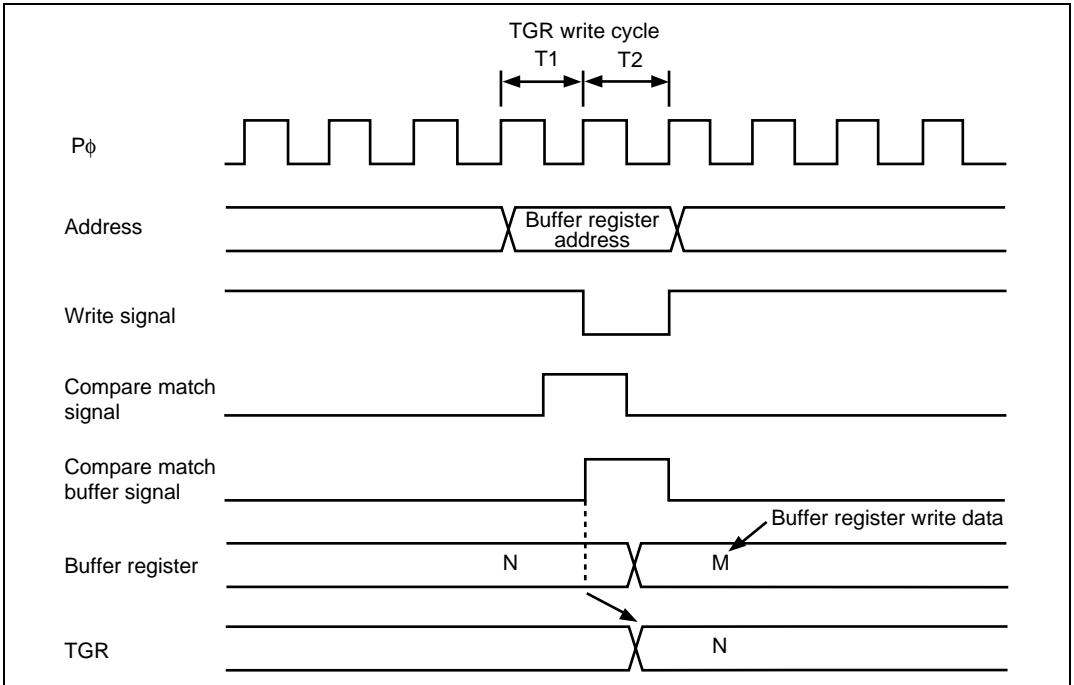 TGR write cycle
T1
T2
Pϕ
Address
Buffer register
address
Write signal
Compare match
signal
Compare match
buffer signal
Buffer register write data
Buffer register
N
M
TGR
N